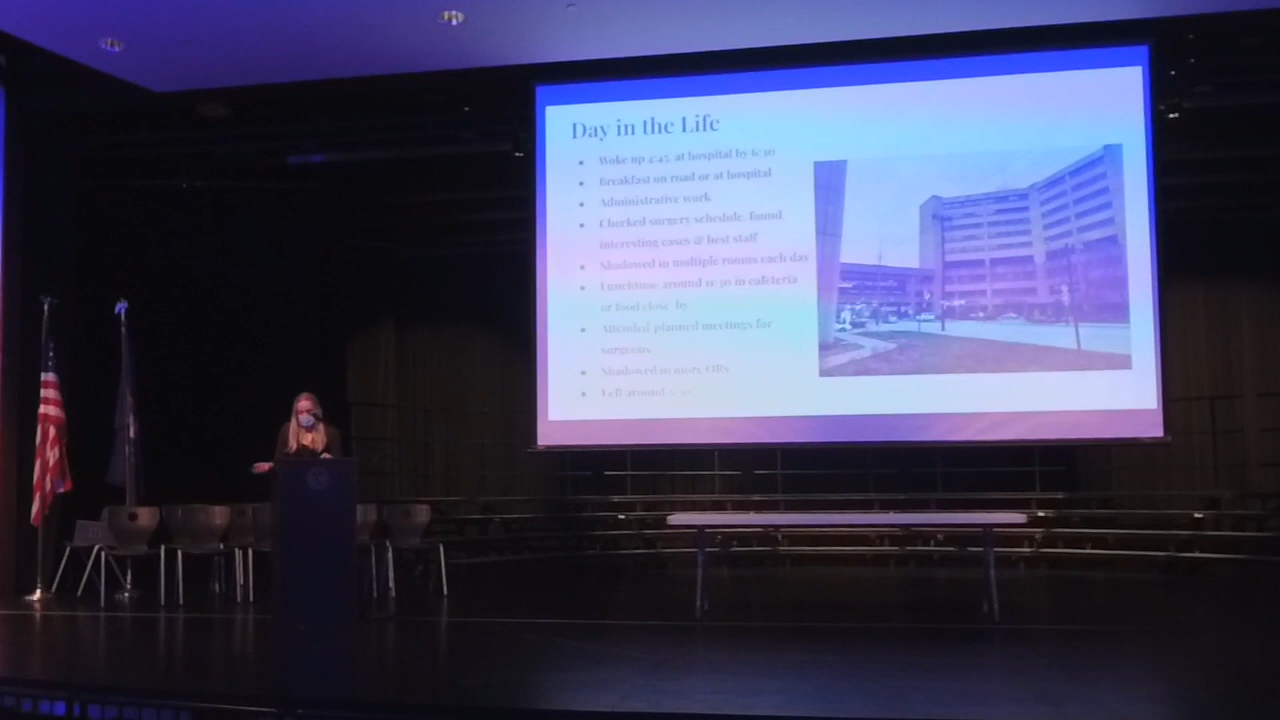 Day in the Life
Woke up 4:45, at hospital by 6:30
Breakfast on road or at hospital
Administrative work
Checked surgery schedule, found
interesting cases & best staff
Shadowed in multiple rooms each day
Lunchtime around 11:30 in cafeteria
or food close by
Attended planned meetings for
surgeons
Shadowed in more ORs
Left around